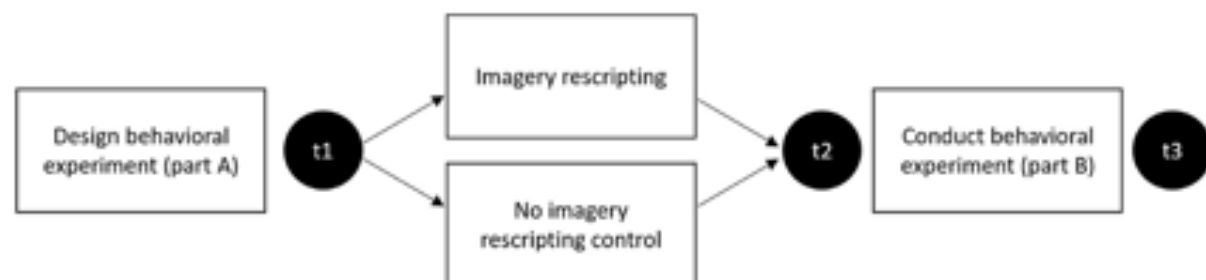 Design behavioral
experiment (part A)
t1
Imagery rescripting
No imagery
rescripting control
t2
Conduct behavioral
experiment (part B)
t3